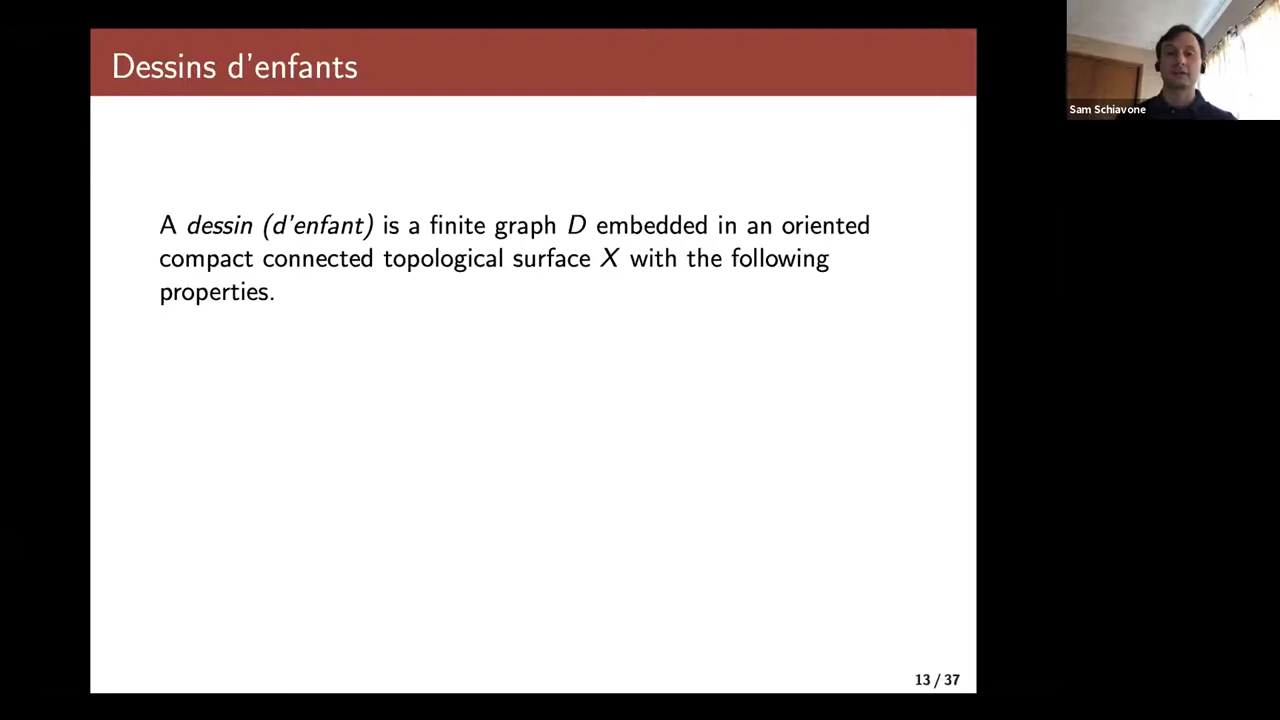 Dessins d'enfants
Sam Schiavone
A dessin (d'enfant) is a finite graph D embedded in an oriented
compact connected topological surface X with the following
properties.
13 / 37